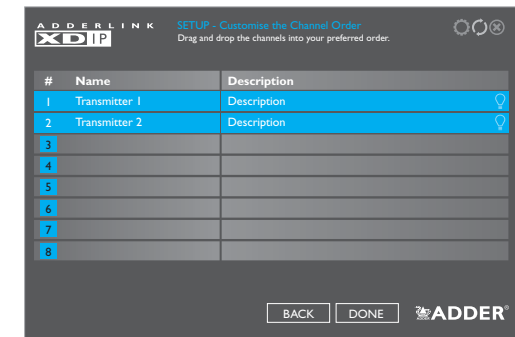 ADDERLINK
XDIP
SETUP - Customise the Channel Order
Drag and drop the channels into your preferred order.
# Name Description
1 Transmitter 1 Description
2 Transmitter 2 Description
3
4
5
6
7
8
BACK DONE ADDER®